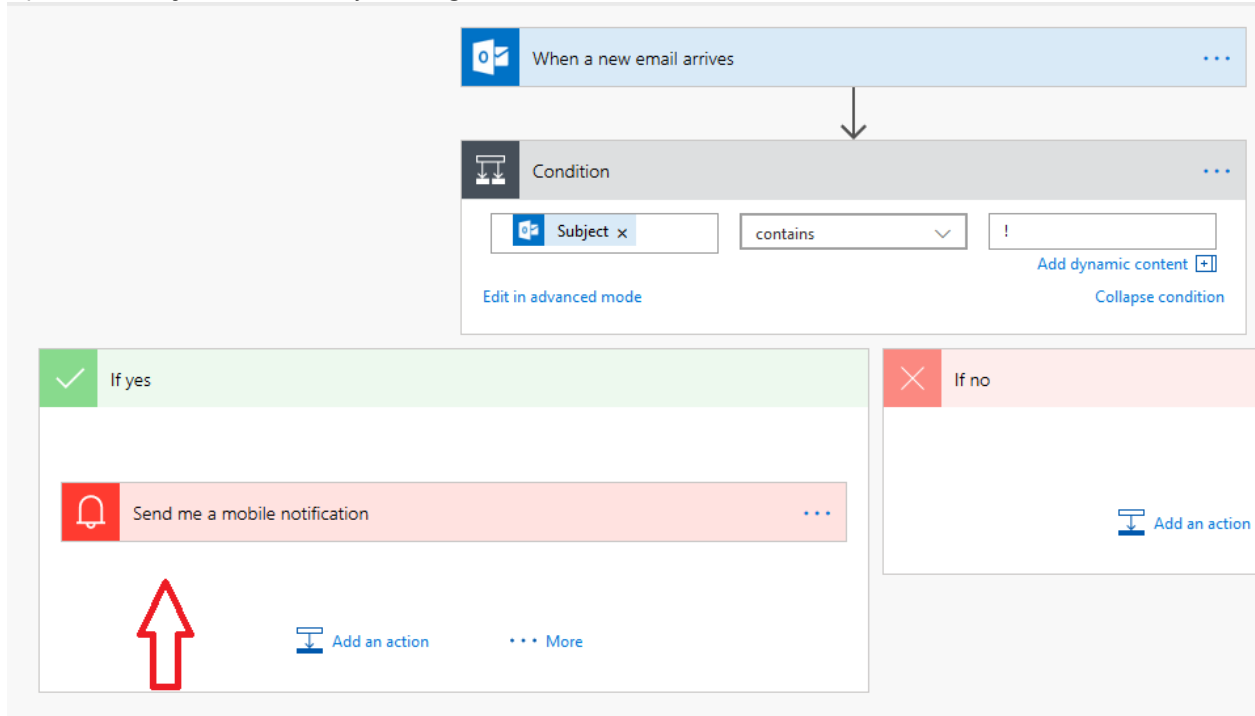 When a new email arrives
Condition
Subject x contains !
Add dynamic content
Edit in advanced mode Collapse condition
If yes If no
Send me a mobile notification
Add an action
Add an action More